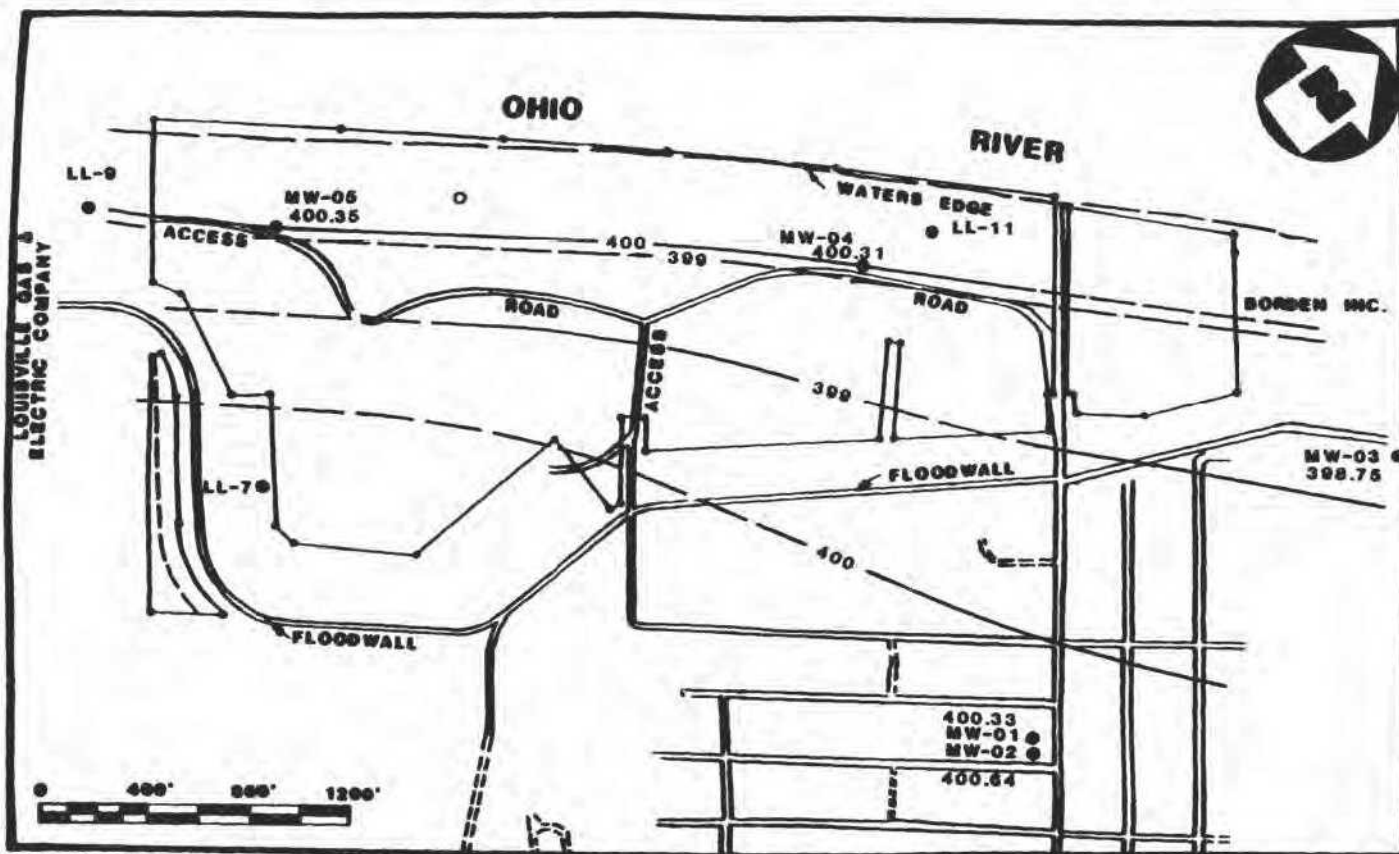 OHIO
RIVER
LL-9
MW-05
400.35
WATERS EDGE
LL-11
ACCESS
400
399
MW-04
400.31
LOUISVILLE GAS &
ELECTRIC COMPANY
ROAD
ROAD
BORDEN INC.
ACCESS
399
LL-7
FLOODWALL
MW-03
398.75
400
FLOODWALL
400.33
MW-01
MW-02
400.64
0 400' 800' 1200'